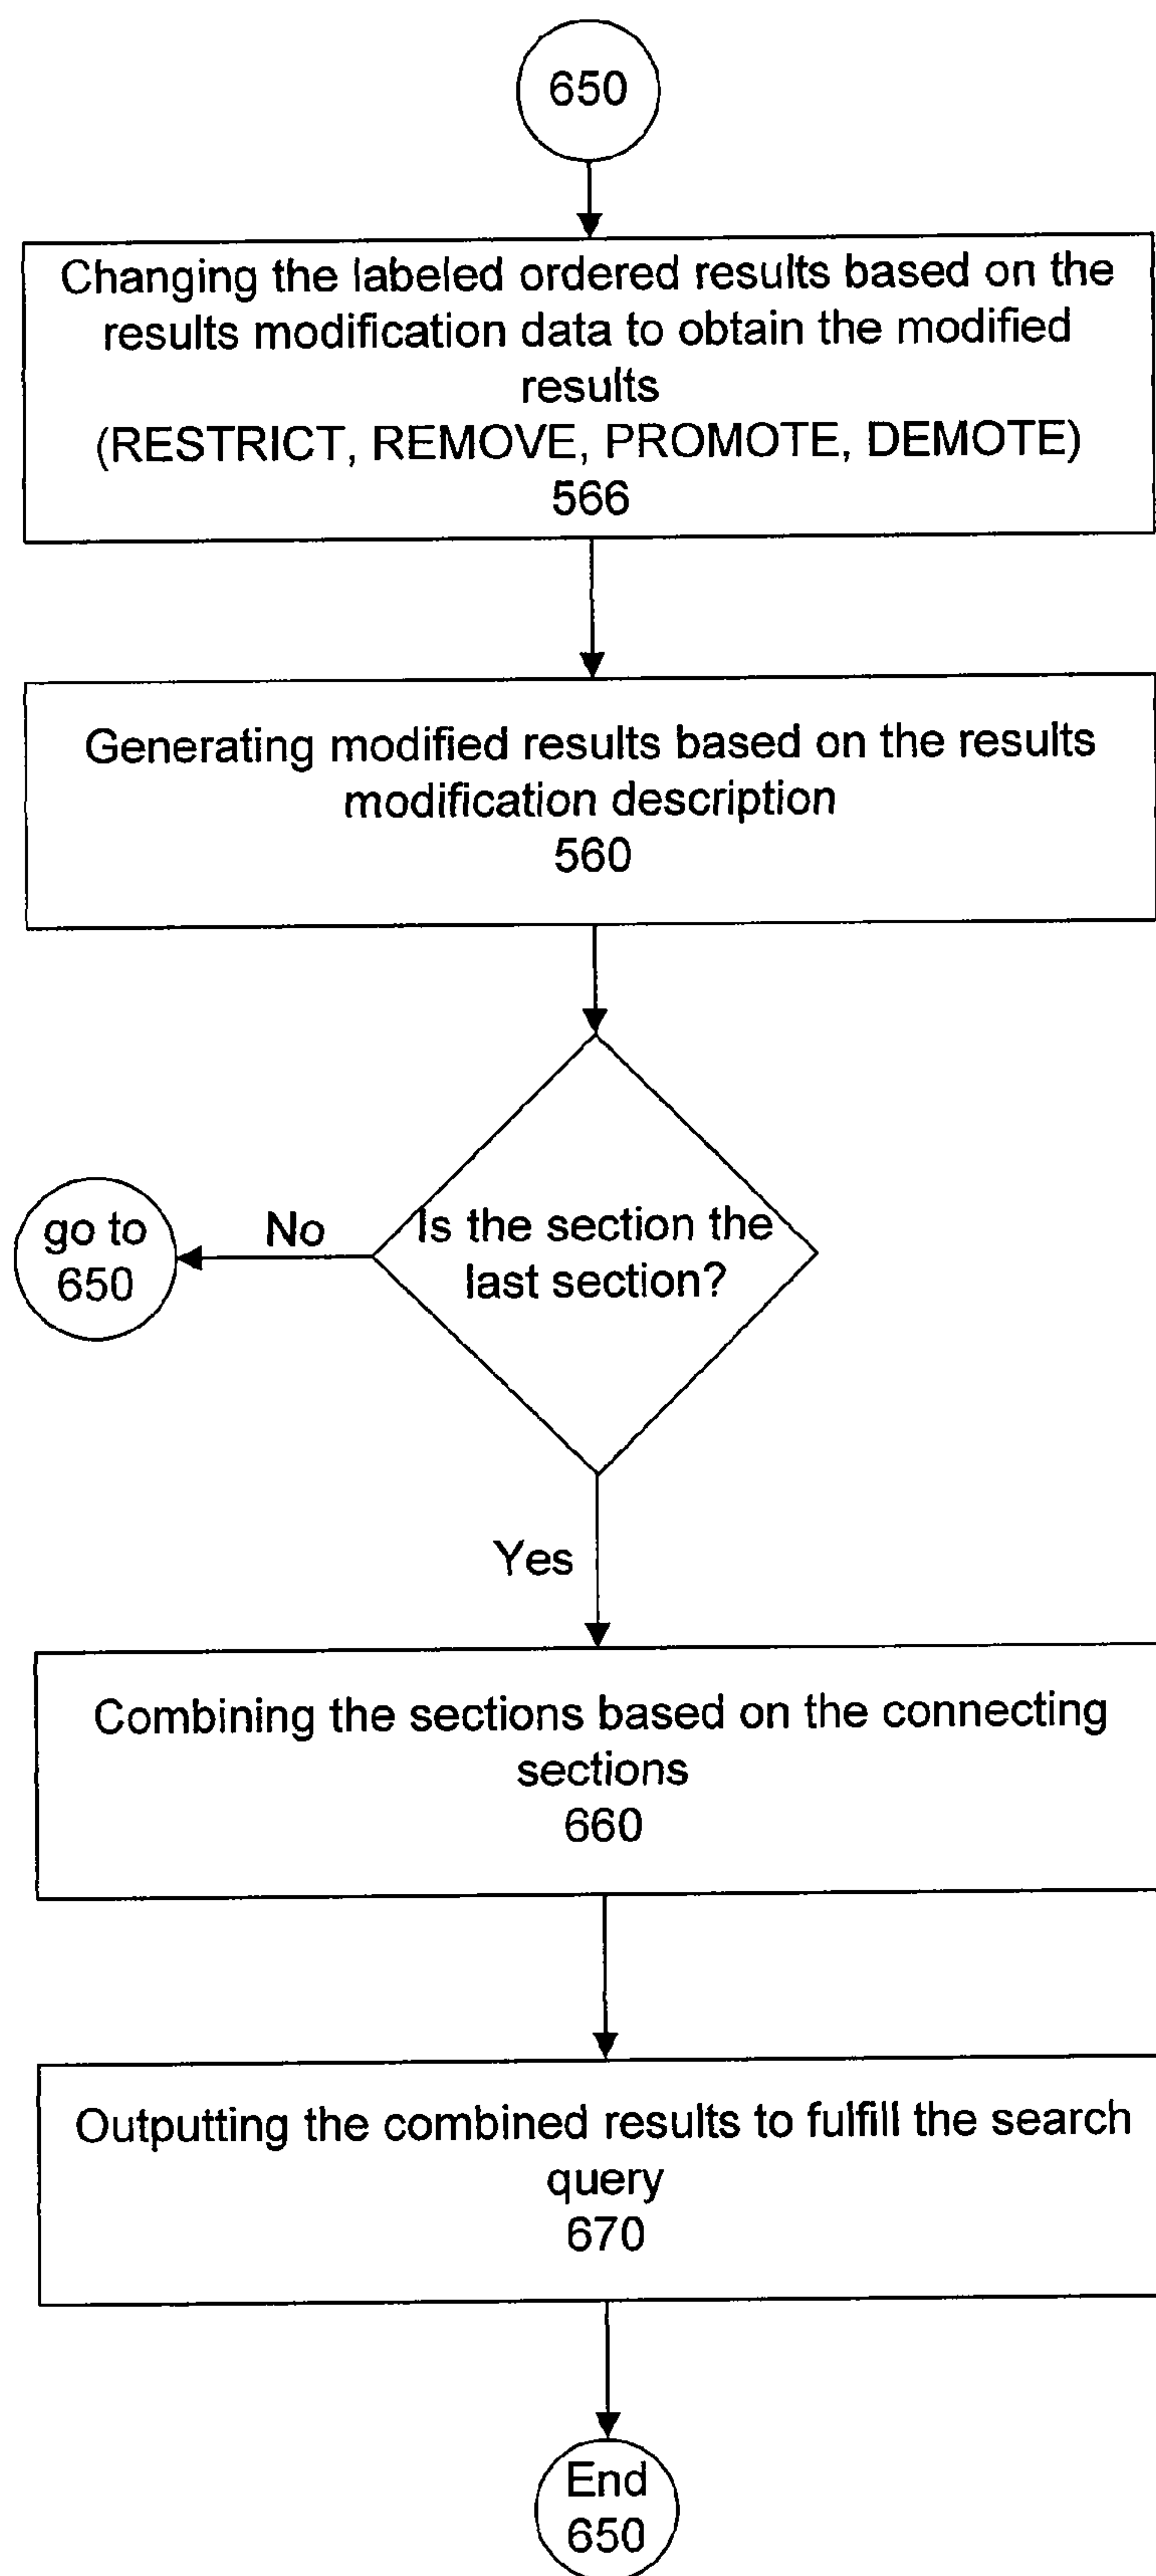 650
Changing the labeled ordered results based on the
results modification data to obtain the modified
results
(RESTRICT, REMOVE, PROMOTE, DEMOTE)
566
Generating modified results based on the results
modification description
560
Is the section the
last section?
No
go to
650
Yes
Combining the sections based on the connecting
sections
660
Outputting the combined results to fulfill the search
query
670
End
650